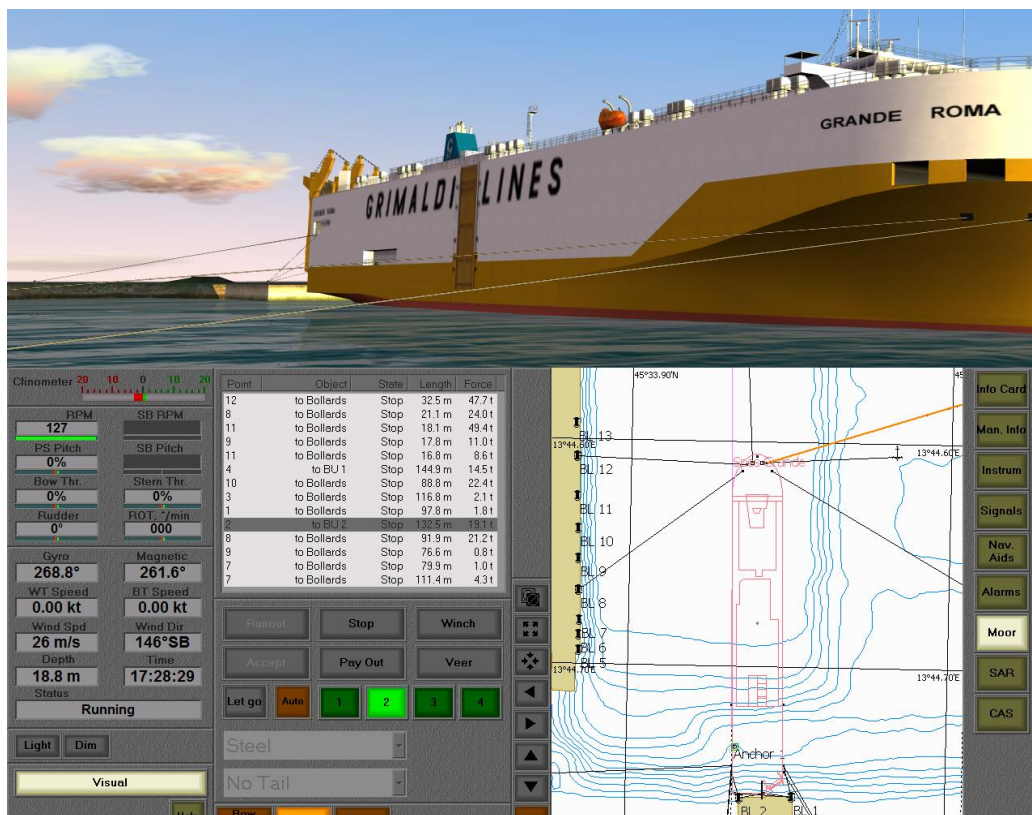 GRANDE ROMA
GRIMALDI LINES
GRANDE ROMA
Clinometer 20 10 0 10 20
RPM SB RPM
127
PS Pitch SB Pitch
0%
Bow Thr. Stern Thr.
0% 0%
Rudder ROT, °/min
0° 000
Gyro Magnetic
268.8° 261.6°
WT Speed BT Speed
0.00 kt 0.00 kt
Wind Spd Wind Dir
26 m/s 146°SB
Depth Time
18.8 m 17:28:29
Status
Running
Light Dim
Visual
Point Object State Length Force
12 to Bollards Stop 32.5 m 47.7 t
8 to Bollards Stop 21.1 m 24.0 t
11 to Bollards Stop 18.1 m 49.4 t
9 to Bollards Stop 17.8 m 11.0 t
11 to Bollards Stop 16.8 m 8.6 t
4 to BU 1 Stop 144.9 m 14.5 t
10 to Bollards Stop 88.8 m 22.4 t
3 to Bollards Stop 116.8 m 2.1 t
1 to Bollards Stop 97.8 m 1.8 t
2 to BU 2 Stop 132.5 m 19.1 t
8 to Bollards Stop 91.9 m 21.2 t
9 to Bollards Stop 76.6 m 0.8 t
7 to Bollards Stop 79.9 m 1.0 t
7 to Bollards Stop 111.4 m 4.3 t
Runout Stop Winch
Accept Pay Out Veer
Let go Auto 1 2 3 4
Steel
No Tail
45°33.90'N 45
BL 13
13°44.60'E
BL 12
13°44.60'E
BL 11
BL 10
BL 9
BL 8
BL 7
BL 6
BL 5
13°44.70'E
13°44.70'E
Anchor
BL 2 BL 1
Info Card
Man. Info
Instrum
Signals
Nav. Aids
Alarms
Moor
SAR
CAS